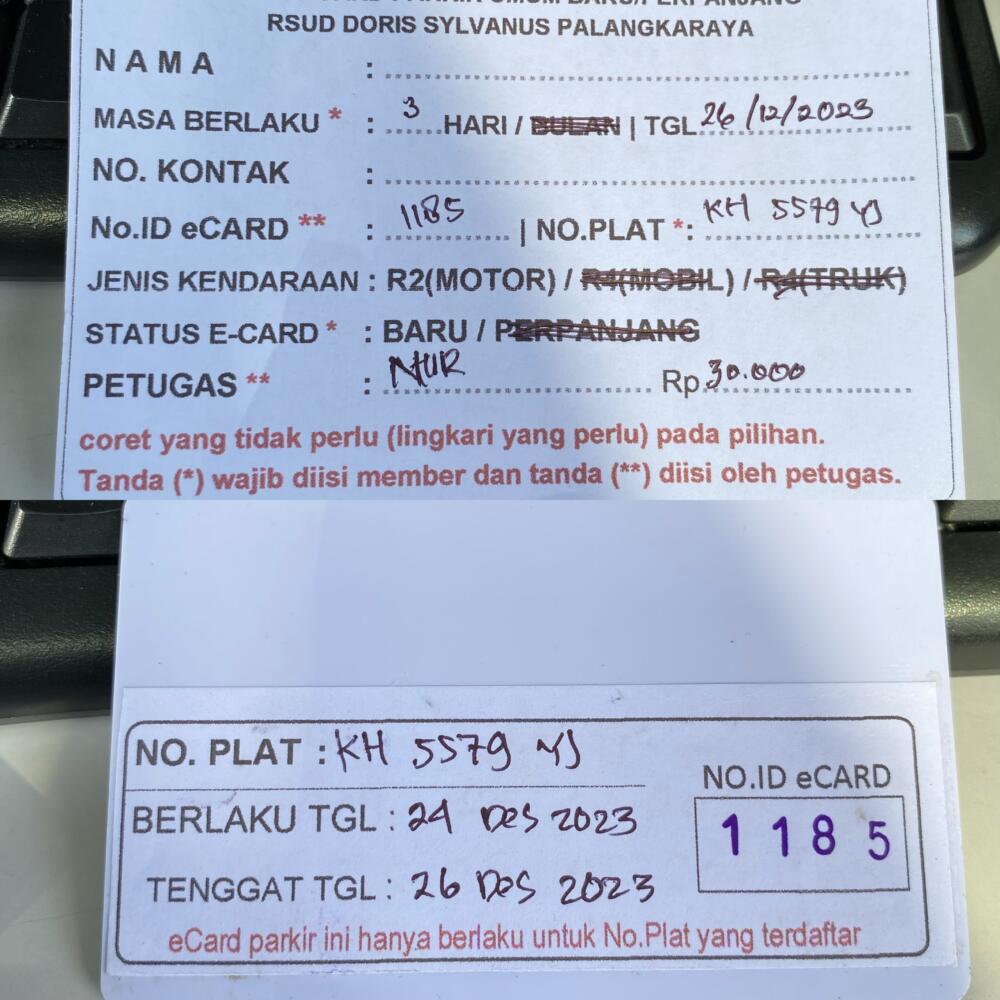 RSUD DORIS SYLVANUS PALANGKARAYA
N A M A :
MASA BERLAKU * : 3 HARI / BULAN | TGL 26/12/2023
NO. KONTAK :
No.ID eCARD ** : 1185 | NO.PLAT *: KH 5579 YJ
JENIS KENDARAAN : R2(MOTOR) / R4(MOBIL) / R4(TRUK)
STATUS E-CARD * : BARU / PERPANJANG
PETUGAS ** : NUR Rp 30.000
coret yang tidak perlu (lingkari yang perlu) pada pilihan.
Tanda (*) wajib diisi member dan tanda (**) diisi oleh petugas.
NO. PLAT : KH 5579 YJ
NO.ID eCARD
BERLAKU TGL : 24 DES 2023
1185
TENGGAT TGL : 26 DES 2023
eCard parkir ini hanya berlaku untuk No.Plat yang terdaftar